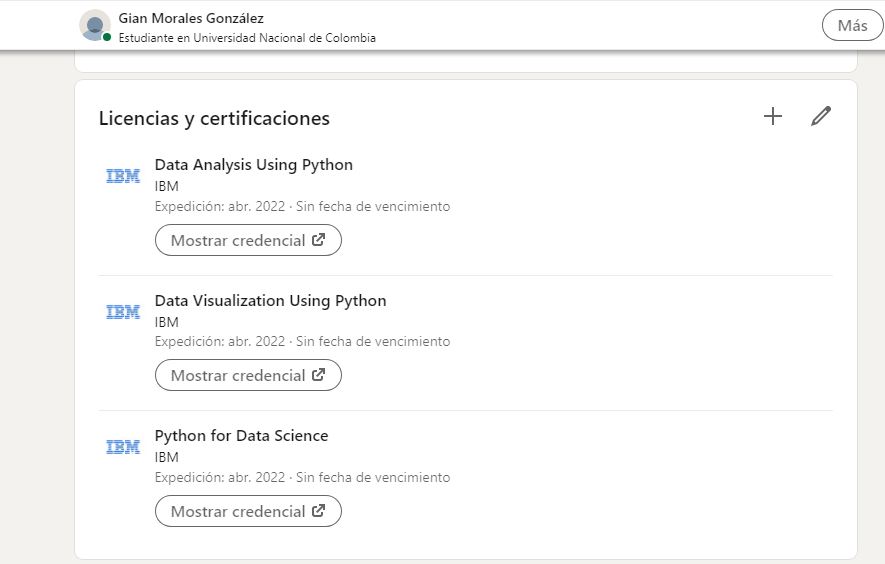 Gian Morales González
Estudiante en Universidad Nacional de Colombia
Más
Licencias y certificaciones
IBM
Data Analysis Using Python
IBM
Expedición: abr. 2022 · Sin fecha de vencimiento
Mostrar credencial
IBM
Data Visualization Using Python
IBM
Expedición: abr. 2022 · Sin fecha de vencimiento
Mostrar credencial
IBM
Python for Data Science
IBM
Expedición: abr. 2022 · Sin fecha de vencimiento
Mostrar credencial